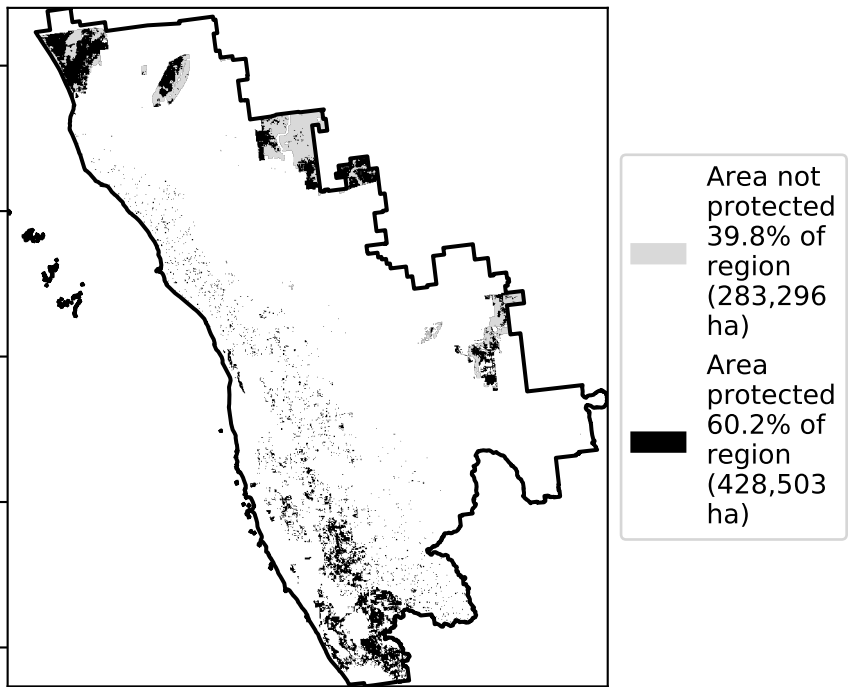 Area not
protected
39.8% of
region
(283,296
ha)
Area
protected
60.2% of
region
(428,503
ha)